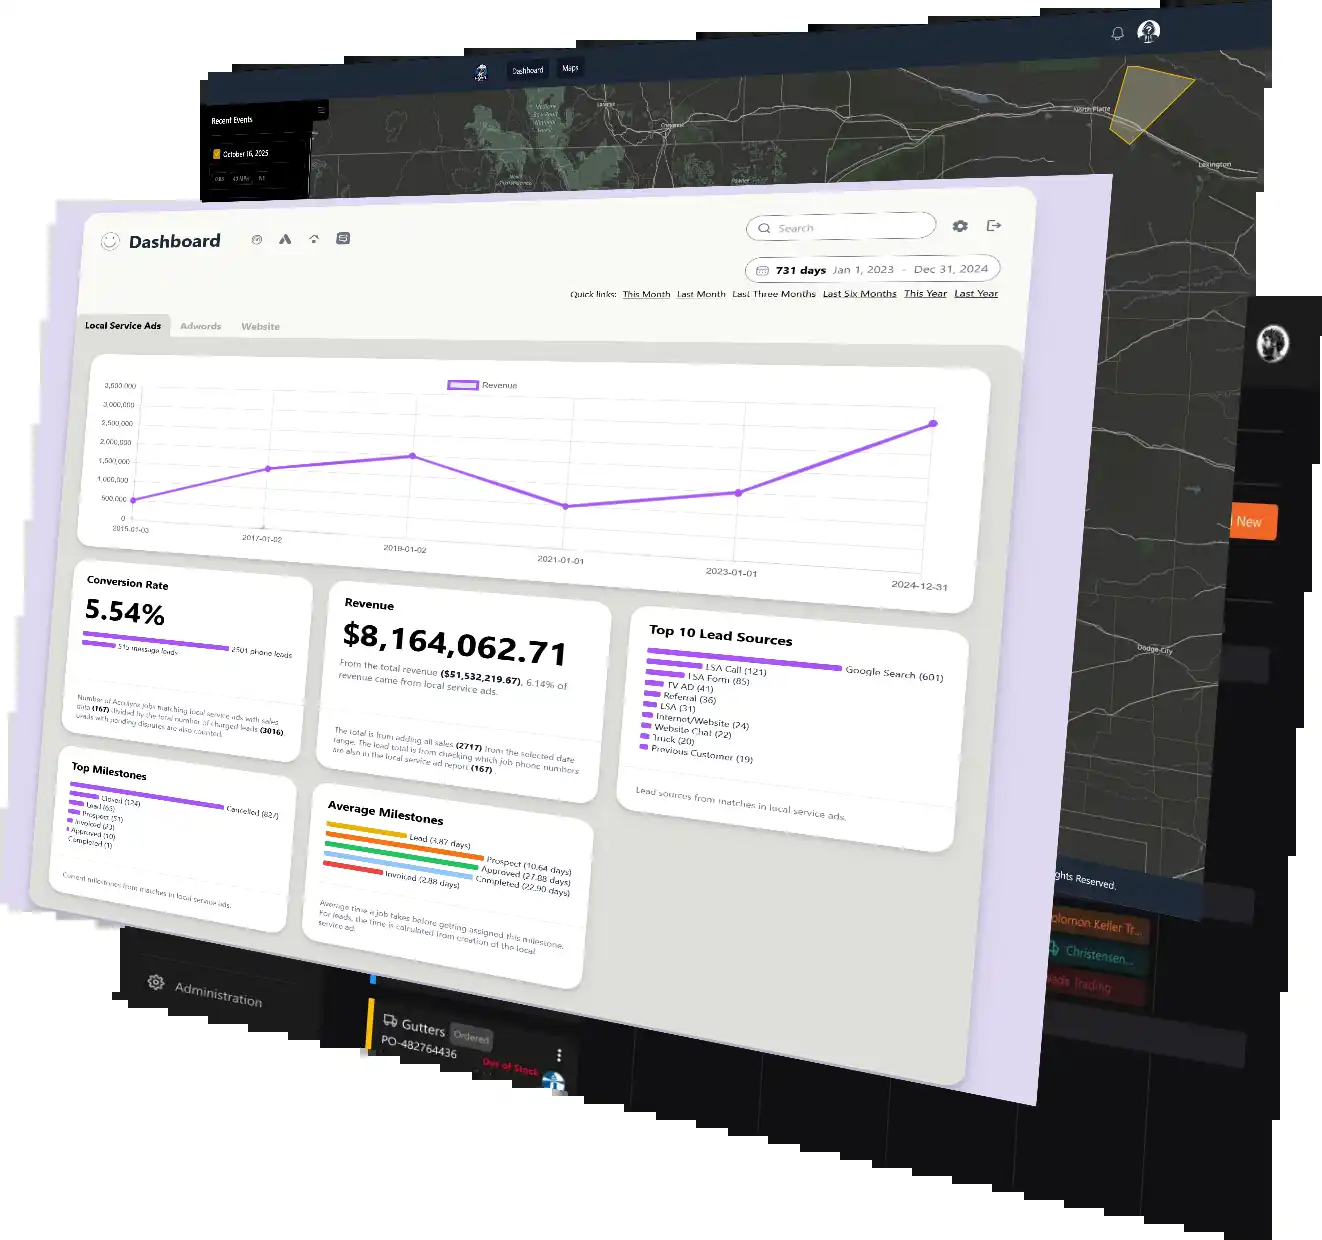 Dashboard
Maps
Recent Events
October 16, 2025
Laramie
Cheyenne
North Platte
Lexington
Dashboard
Search
731 days Jan 1, 2023 - Dec 31, 2024
Quick links: This Month Last Month Last Three Months Last Six Months This Year Last Year
Local Service Ads
Adwords
Website
Revenue
3,500,000
3,000,000
2,500,000
2,000,000
1,500,000
1,000,000
500,000
0
2015-01-03
2017-01-02
2019-01-02
2021-01-01
2023-01-01
2024-12-31
New
Conversion Rate
5.54%
2501 phone leads
515 message leads
Number of Acculynx jobs matching local service ads with sales
data (167) divided by the total number of charged leads (3016).
Leads with pending disputes are also counted.
Revenue
$8,164,062.71
From the total revenue ($51,532,219.67), 6.14% of
revenue came from local service ads.
The total is from adding all sales (2717) from the selected date
range. The lead total is from checking which job phone numbers
are also in the local service ad report (167) .
Top 10 Lead Sources
Google Search (601)
LSA Call (121)
LSA Form (85)
TV AD (41)
Referral (36)
LSA (31)
Internet/Website (24)
Website Chat (22)
Truck (20)
Previous Customer (19)
Lead sources from matches in local service ads.
Dodge City
Top Milestones
Cancelled (827)
Closed (124)
Lead (63)
Prospect (51)
Invoiced (23)
Approved (10)
Completed (1)
Current milestones from matches in local service ads.
Average Milestones
Lead (3.87 days)
Prospect (10.64 days)
Approved (27.88 days)
Completed (22.90 days)
Invoiced (2.88 days)
Average time a job takes before getting assigned this milestone.
For leads, the time is calculated from creation of the local
service ad.
ghts Reserved.
olomon Keller Tr...
Christensen...
oads Trading
Administration
Gutters Ordered
PO-482764436
Out of Stock